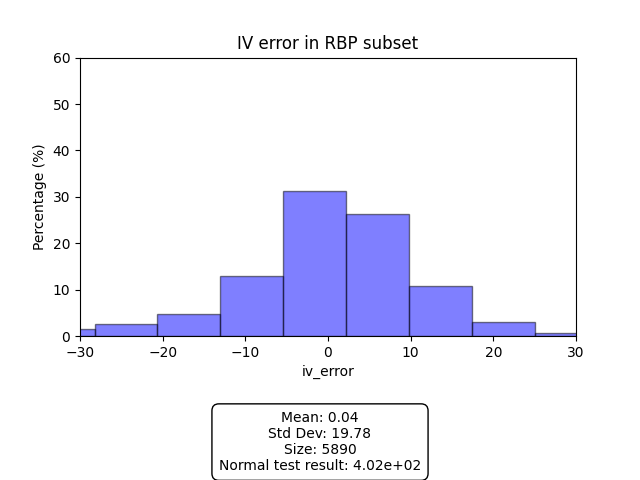 IV error in RBP subset
60
50
40
30
20
10
0
Percentage (%)
−30
−20
−10
0
10
20
30
iv_error
Mean: 0.04
Std Dev: 19.78
Size: 5890
Normal test result: 4.02e+02